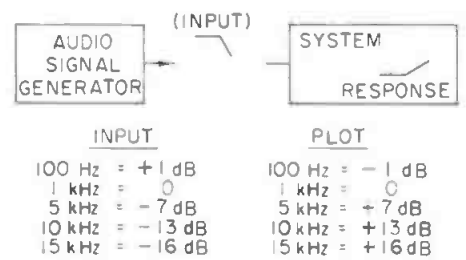 (INPUT)
AUDIO
SIGNAL
GENERATOR
SYSTEM
RESPONSE
INPUT
100 Hz = +1 dB
1 kHz = 0
5 kHz = -7 dB
10 kHz = -13 dB
15 kHz = -16 dB
PLOT
100 Hz = -1 dB
1 kHz = 0
5 kHz = +7 dB
10 kHz = +13 dB
15 kHz = +16 dB